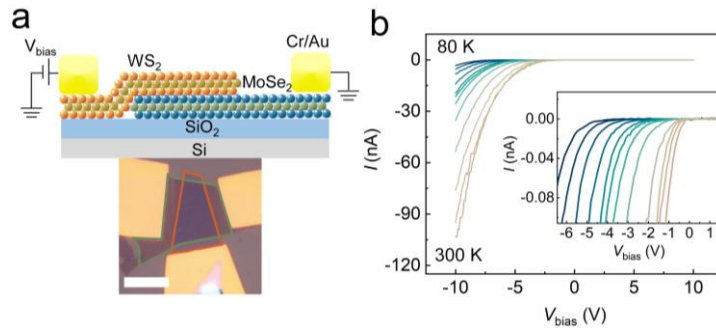 a
V_bias
WS₂
Cr/Au
MoSe₂
SiO₂
Si
b
80 K
300 K
I (nA)
0
-30
-60
-90
-120
-10
-5
0
5
10
V_bias (V)
I (nA)
0.00
-0.04
-0.08
-6
-5
-4
-3
-2
-1
0
1
V_bias (V)